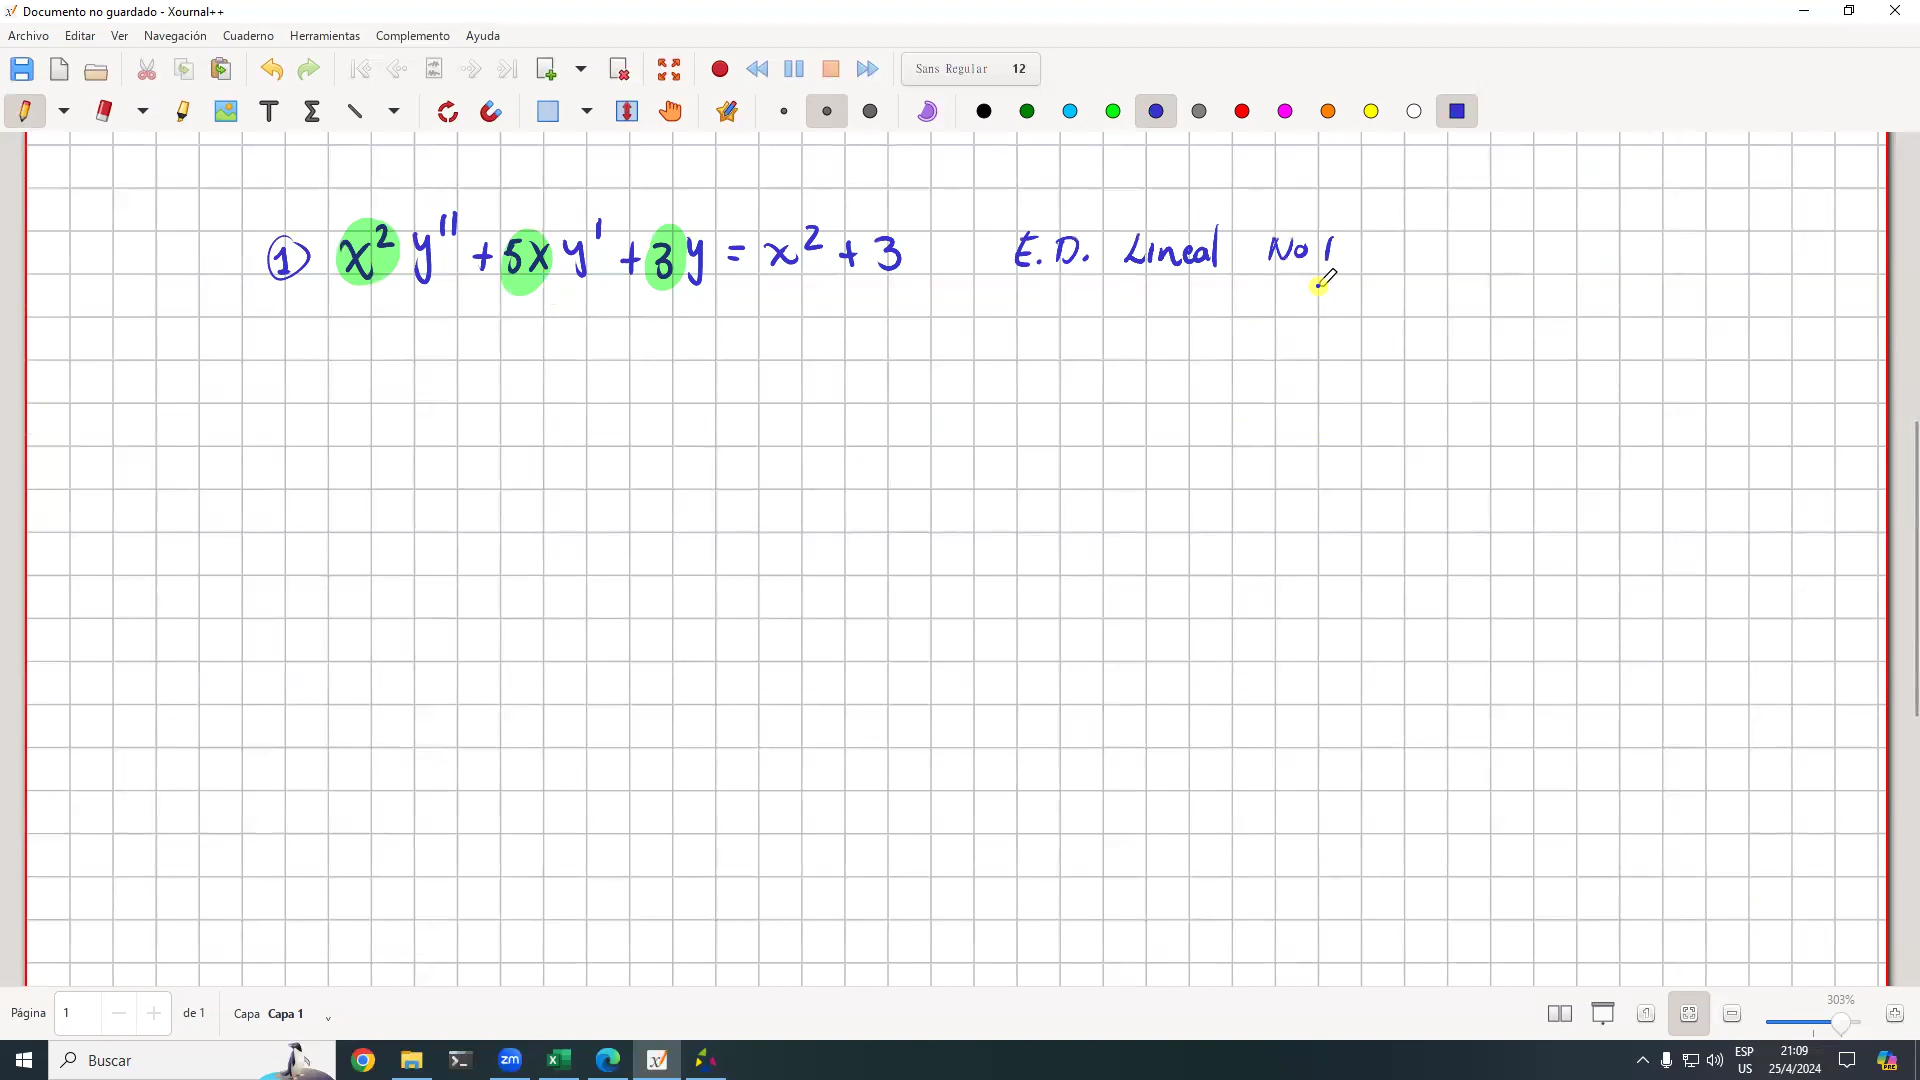 Documento no guardado - Xournal++
Archivo Editar Ver Navegación Cuaderno Herramientas Complemento Ayuda
Sans Regular 12
① x² y'' + 5x y' + 3y = x² + 3 E.D. Lineal No
Página 1 de 1 Capa Capa 1 303%
Buscar
zm
ESP 21:09
US 25/4/2024